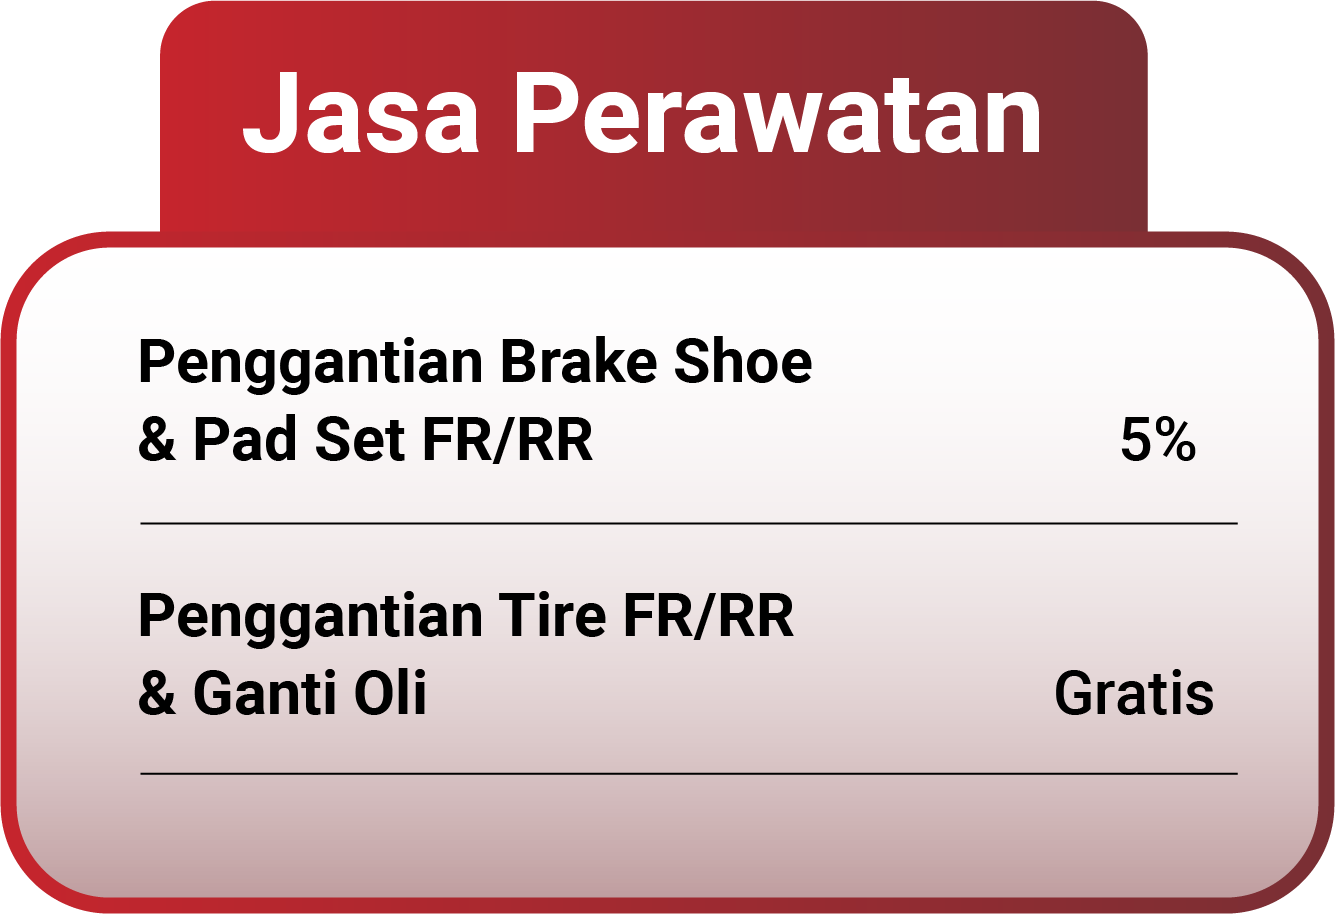 Jasa Perawatan
Penggantian Brake Shoe
& Pad Set FR/RR 5%
Penggantian Tire FR/RR
& Ganti Oli Gratis